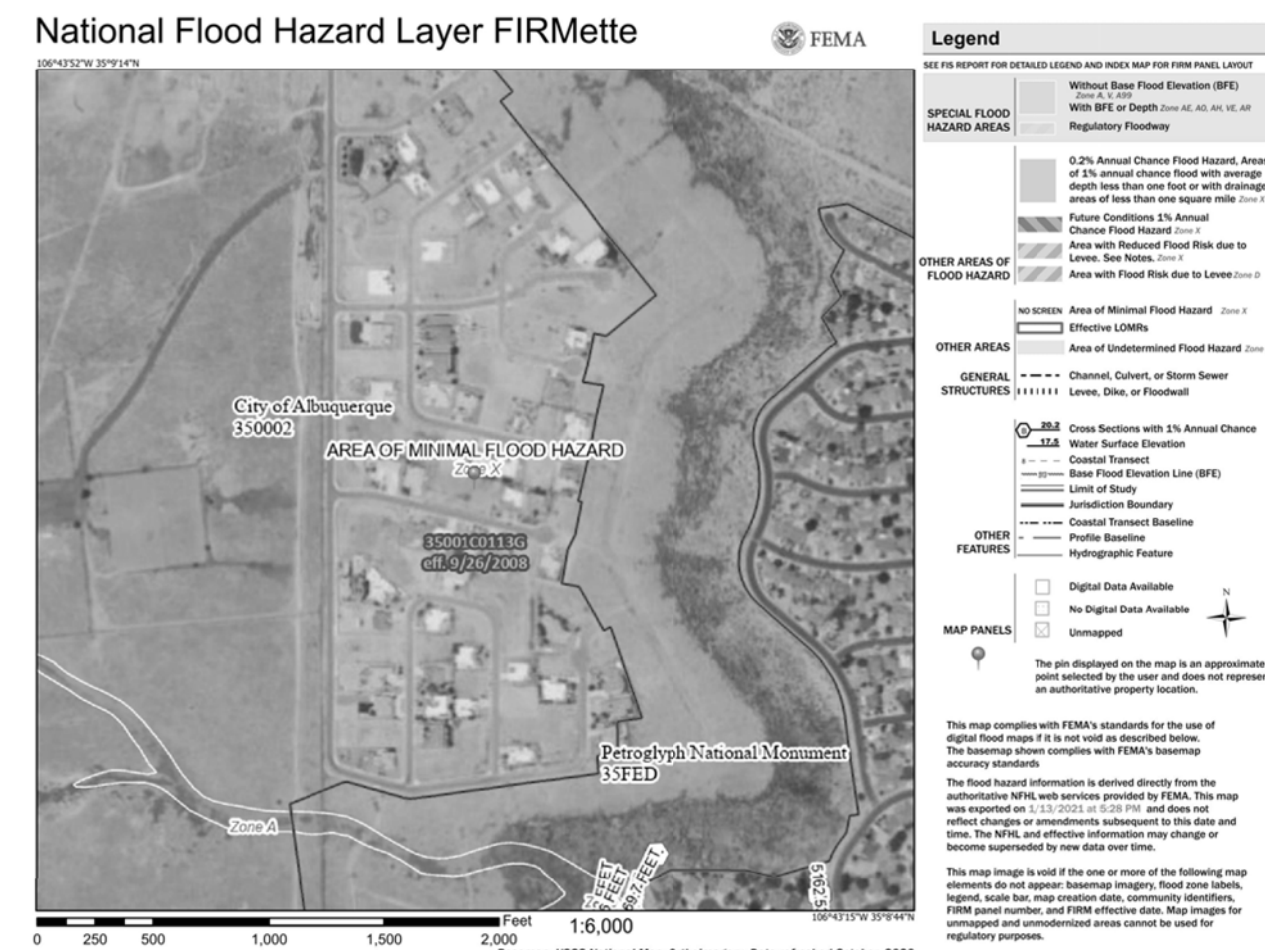 National Flood Hazard Layer FIRMette
FEMA
106°43'52"W 35°9'14"N
City of Albuquerque
350002
AREA OF MINIMAL FLOOD HAZARD
Zone X
35001C0113G
eff. 9/26/2008
Petroglyph National Monument
35FED
Zone A
FEET
FEET
59.7 FEET
5162.5
106°43'15"W 35°8'44"N
Feet
1:6,000
0
250
500
1,000
1,500
2,000
Legend
SEE FIS REPORT FOR DETAILED LEGEND AND INDEX MAP FOR FIRM PANEL LAYOUT
SPECIAL FLOOD
HAZARD AREAS
Without Base Flood Elevation (BFE)
Zone A, V, A99
With BFE or Depth Zone AE, AO, AH, VE, AR
Regulatory Floodway
0.2% Annual Chance Flood Hazard, Areas
of 1% annual chance flood with average
depth less than one foot or with drainage
areas of less than one square mile Zone X
Future Conditions 1% Annual
Chance Flood Hazard Zone X
Area with Reduced Flood Risk due to
Levee. See Notes. Zone X
Area with Flood Risk due to Levee Zone D
OTHER AREAS OF
FLOOD HAZARD
NO SCREEN Area of Minimal Flood Hazard Zone X
Effective LOMRs
OTHER AREAS
Area of Undetermined Flood Hazard Zone
GENERAL
STRUCTURES
Channel, Culvert, or Storm Sewer
Levee, Dike, or Floodwall
20.2 Cross Sections with 1% Annual Chance
17.5 Water Surface Elevation
Coastal Transect
Base Flood Elevation Line (BFE)
Limit of Study
Jurisdiction Boundary
Coastal Transect Baseline
OTHER
FEATURES
Profile Baseline
Hydrographic Feature
Digital Data Available
No Digital Data Available
N
MAP PANELS
Unmapped
The pin displayed on the map is an approximate
point selected by the user and does not represen
an authoritative property location.
This map complies with FEMA's standards for the use of
digital flood maps if it is not void as described below.
The basemap shown complies with FEMA's basemap
accuracy standards
The flood hazard information is derived directly from the
authoritative NFHL web services provided by FEMA. This map
was exported on 1/13/2021 at 5:28 PM and does not
reflect changes or amendments subsequent to this date and
time. The NFHL and effective information may change or
become superseded by new data over time.
This map image is void if the one or more of the following map
elements do not appear: basemap imagery, flood zone labels,
legend, scale bar, map creation date, community identifiers,
FIRM panel number, and FIRM effective date. Map images for
unmapped and unmodernized areas cannot be used for
regulatory purposes.